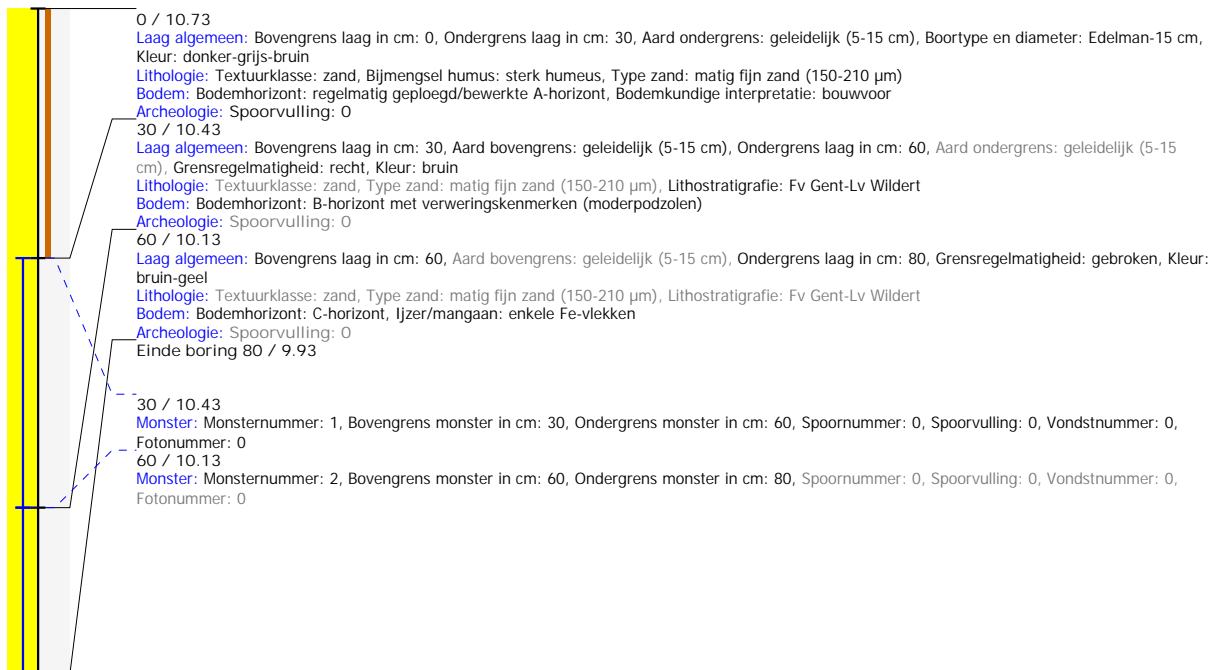 0 / 10.73
Laag algemeen: Bovengrens laag in cm: 0, Ondergrens laag in cm: 30, Aard ondergrens: geleidelijk (5-15 cm), Boortype en diameter: Edelman-15 cm,
Kleur: donker-grijs-bruin
Lithologie: Textuurklasse: zand, Bijmengsel humus: sterk humeus, Type zand: matig fijn zand (150-210 µm)
Bodem: Bodemhorizont: regelmatig geploegd/bewerkte A-horizont, Bodemkundige interpretatie: bouwvoor
Archeologie: Spoorvulling: 0
30 / 10.43
Laag algemeen: Bovengrens laag in cm: 30, Aard bovengrens: geleidelijk (5-15 cm), Ondergrens laag in cm: 60, Aard ondergrens: geleidelijk (5-15
cm), Grensregelmatigheid: recht, Kleur: bruin
Lithologie: Textuurklasse: zand, Type zand: matig fijn zand (150-210 µm), Lithostratigrafie: Fv Gent-Lv Wildert
Bodem: Bodemhorizont: B-horizont met verweringskenmerken (moderpodzolen)
Archeologie: Spoorvulling: 0
60 / 10.13
Laag algemeen: Bovengrens laag in cm: 60, Aard bovengrens: geleidelijk (5-15 cm), Ondergrens laag in cm: 80, Grensregelmatigheid: gebroken, Kleur:
bruin-geel
Lithologie: Textuurklasse: zand, Type zand: matig fijn zand (150-210 µm), Lithostratigrafie: Fv Gent-Lv Wildert
Bodem: Bodemhorizont: C-horizont, Ijzer/mangaan: enkele Fe-vlekken
Archeologie: Spoorvulling: 0
Einde boring 80 / 9.93
30 / 10.43
Monster: Monsternummer: 1, Bovengrens monster in cm: 30, Ondergrens monster in cm: 60, Spoornummer: 0, Spoorvulling: 0, Vondstnummer: 0,
Fotonummer: 0
60 / 10.13
Monster: Monsternummer: 2, Bovengrens monster in cm: 60, Ondergrens monster in cm: 80, Spoornummer: 0, Spoorvulling: 0, Vondstnummer: 0,
Fotonummer: 0